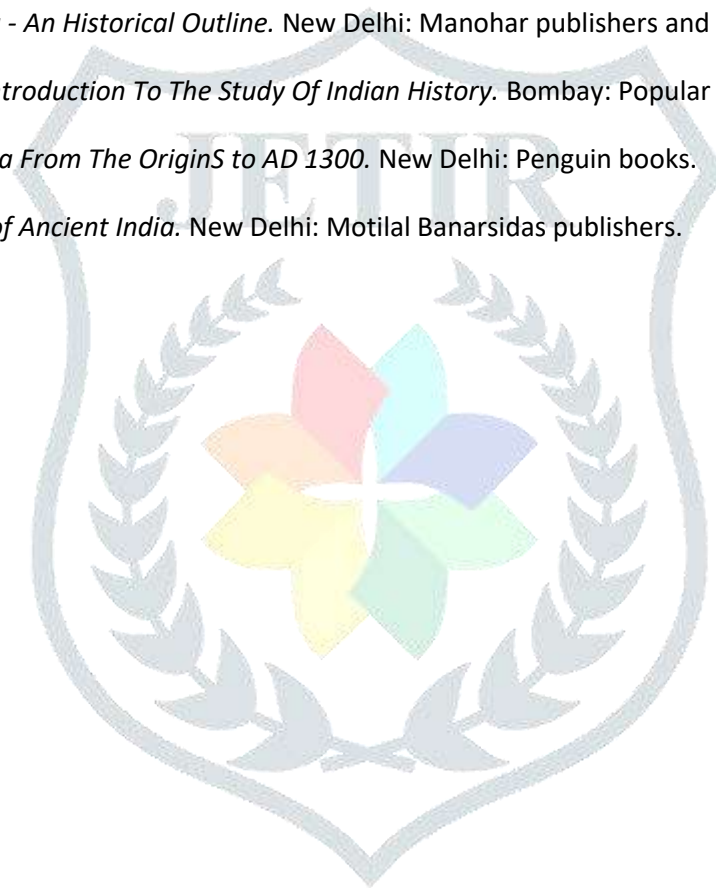 - An Historical Outline. New Delhi: Manohar publishers and
troduction To The Study Of Indian History. Bombay: Popular
a From The OriginS to AD 1300. New Delhi: Penguin books.
of Ancient India. New Delhi: Motilal Banarsidas publishers.
JETIR